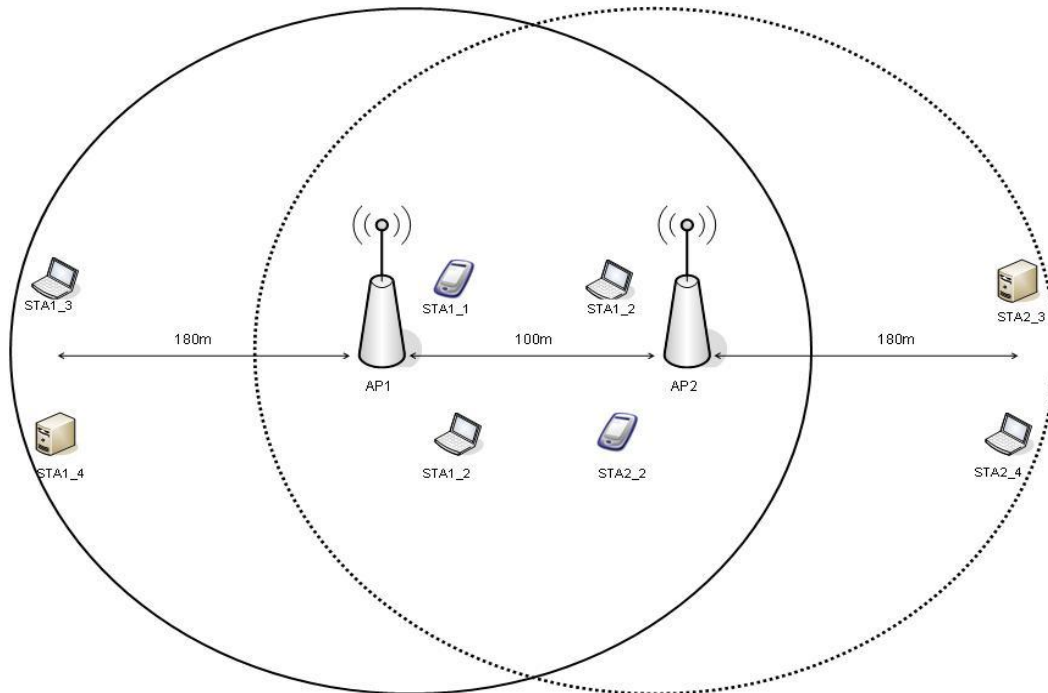 STA1_3
STA1_1
STA1_2
STA2_3
180m
100m
180m
AP1
AP2
STA1_4
STA1_2
STA2_2
STA2_4